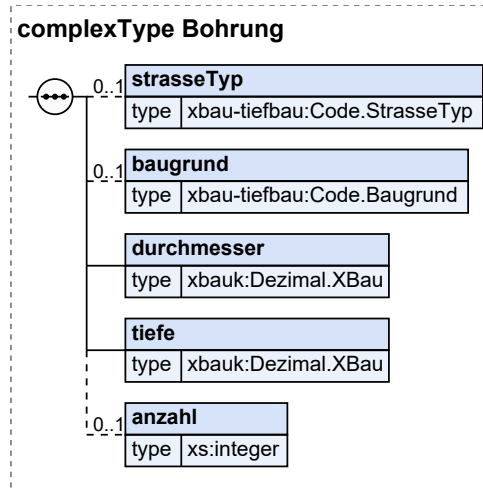 complexType Bohrung
0..1 strasseTyp
type xbau-tiefbau:Code.StrasseTyp
0..1 baugrund
type xbau-tiefbau:Code.Baugrund
durchmesser
type xbauk:Dezimal.XBau
tiefe
type xbauk:Dezimal.XBau
0..1 anzahl
type xs:integer